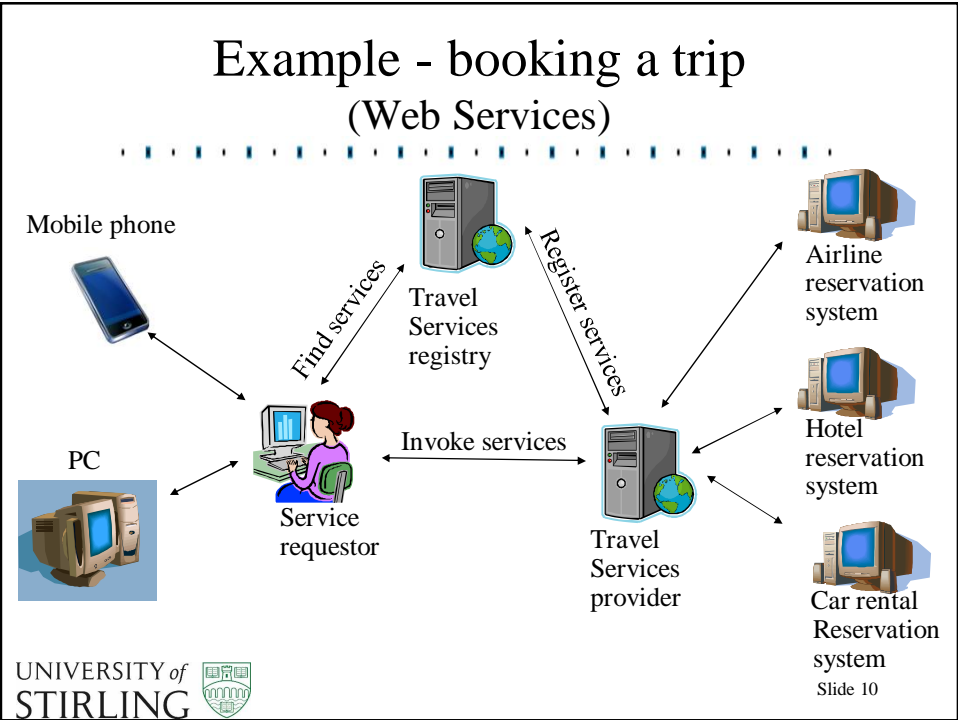 Example - booking a trip
(Web Services)
Mobile phone
Find services
Travel
Services
registry
Register services
Airline
reservation
system
PC
Service
requestor
Invoke services
Travel
Services
provider
Hotel
reservation
system
Car rental
Reservation
system
UNIVERSITY of
STIRLING
Slide 10